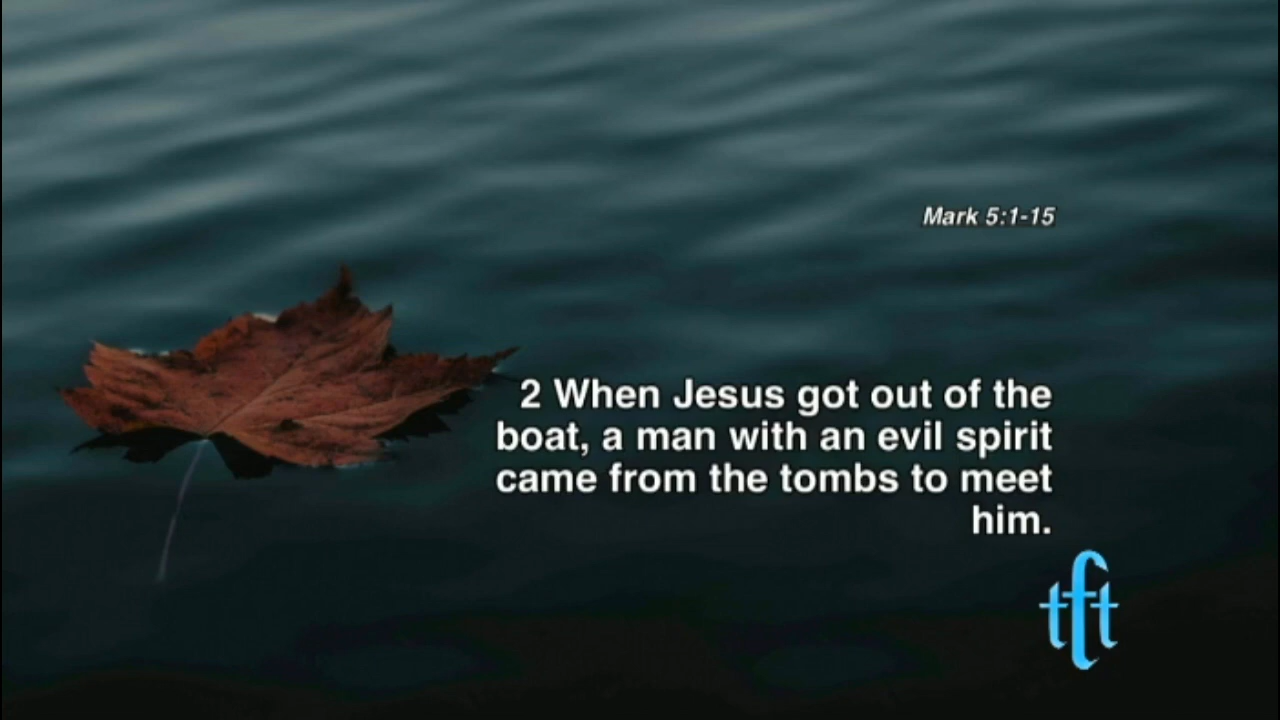 Mark 5:1-15
2 When Jesus got out of the
boat, a man with an evil spirit
came from the tombs to meet
him.
tft